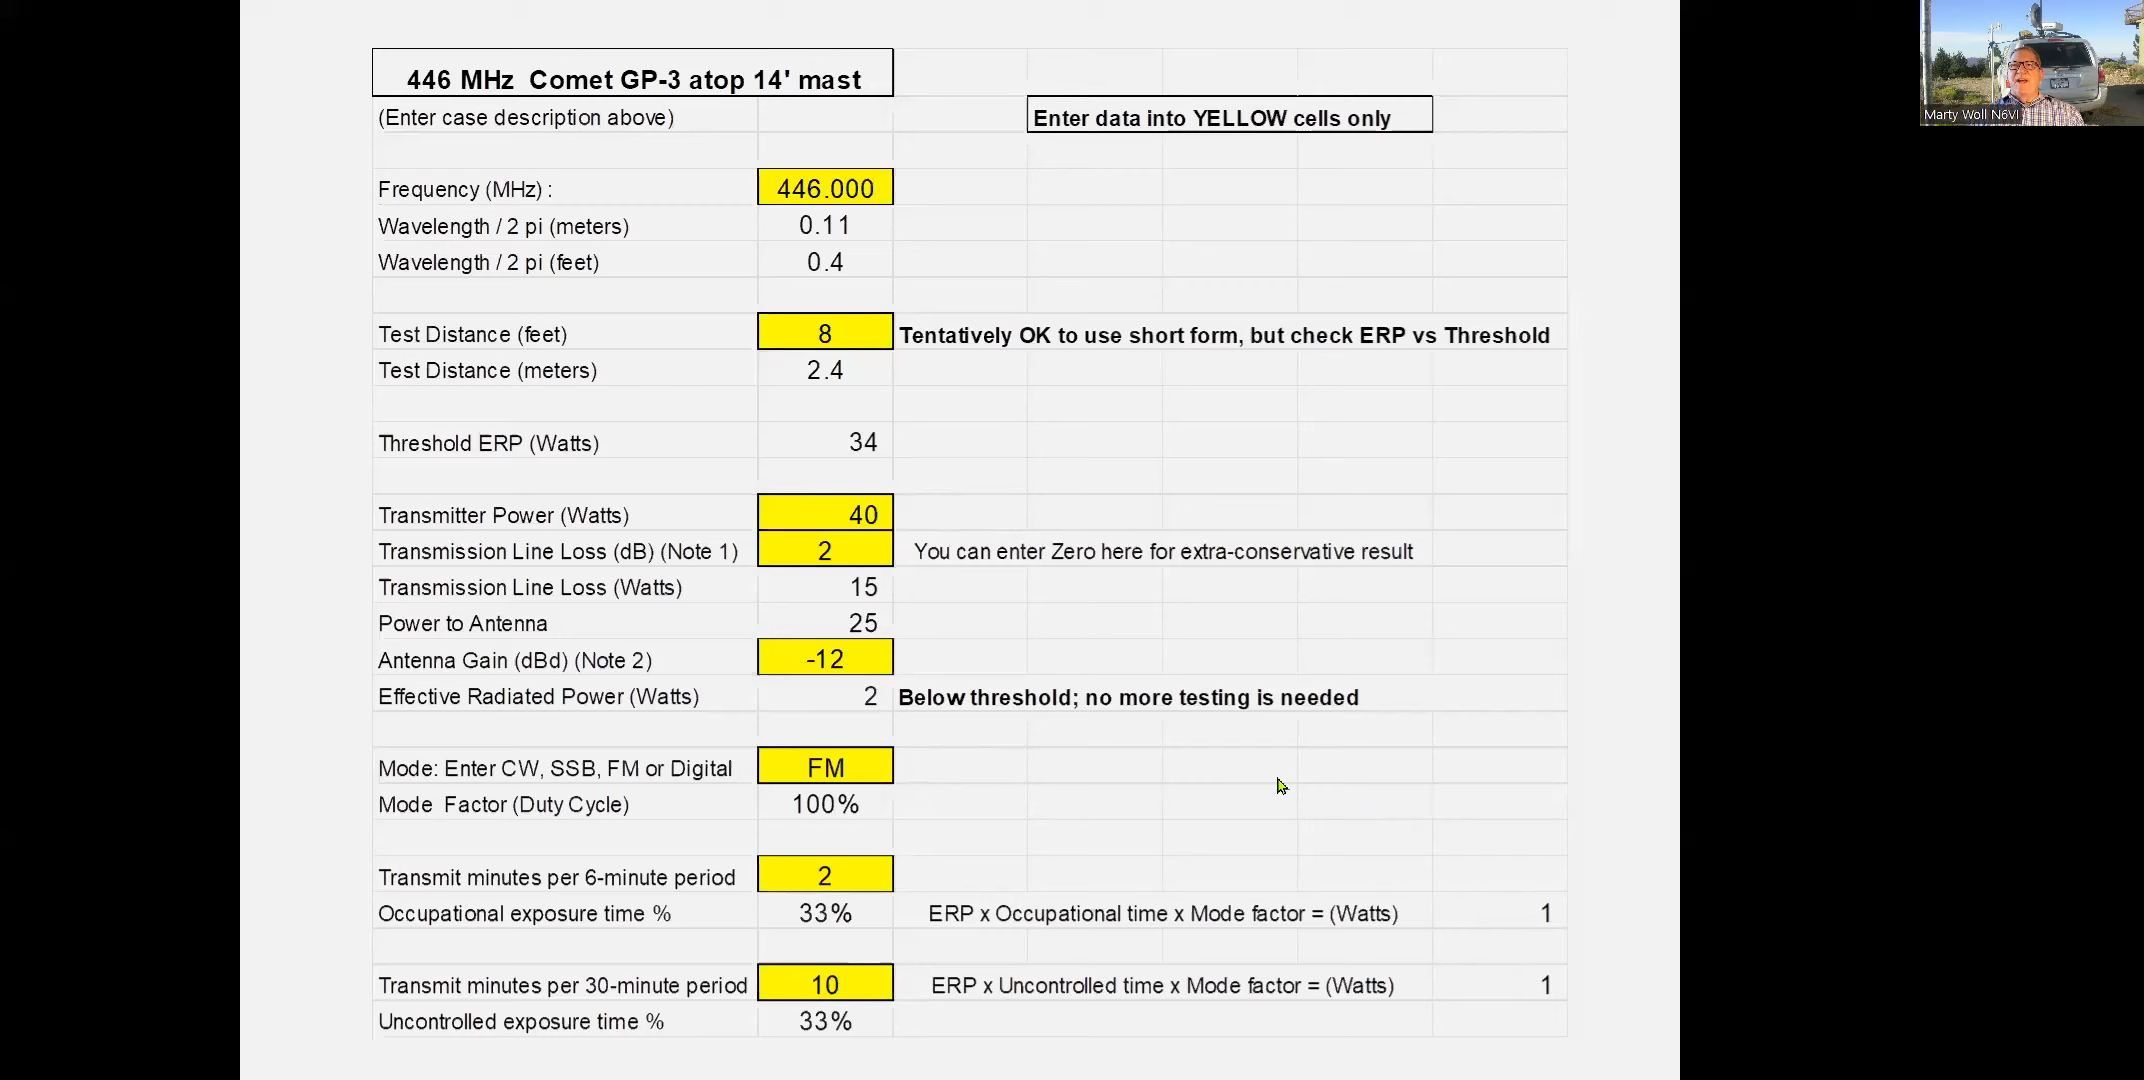 446 MHz Comet GP-3 atop 14' mast
(Enter case description above)
Enter data into YELLOW cells only
Frequency (MHz) : 446.000
Wavelength / 2 pi (meters) 0.11
Wavelength / 2 pi (feet) 0.4
Test Distance (feet) 8 Tentatively OK to use short form, but check ERP vs Threshold
Test Distance (meters) 2.4
Threshold ERP (Watts) 34
Transmitter Power (Watts) 40
Transmission Line Loss (dB) (Note 1) 2 You can enter Zero here for extra-conservative result
Transmission Line Loss (Watts) 15
Power to Antenna 25
Antenna Gain (dBd) (Note 2) -12
Effective Radiated Power (Watts) 2 Below threshold; no more testing is needed
Mode: Enter CW, SSB, FM or Digital FM
Mode Factor (Duty Cycle) 100%
Transmit minutes per 6-minute period 2
Occupational exposure time % 33% ERP x Occupational time x Mode factor = (Watts) 1
Transmit minutes per 30-minute period 10 ERP x Uncontrolled time x Mode factor = (Watts) 1
Uncontrolled exposure time % 33%
Marty Woll N6VI